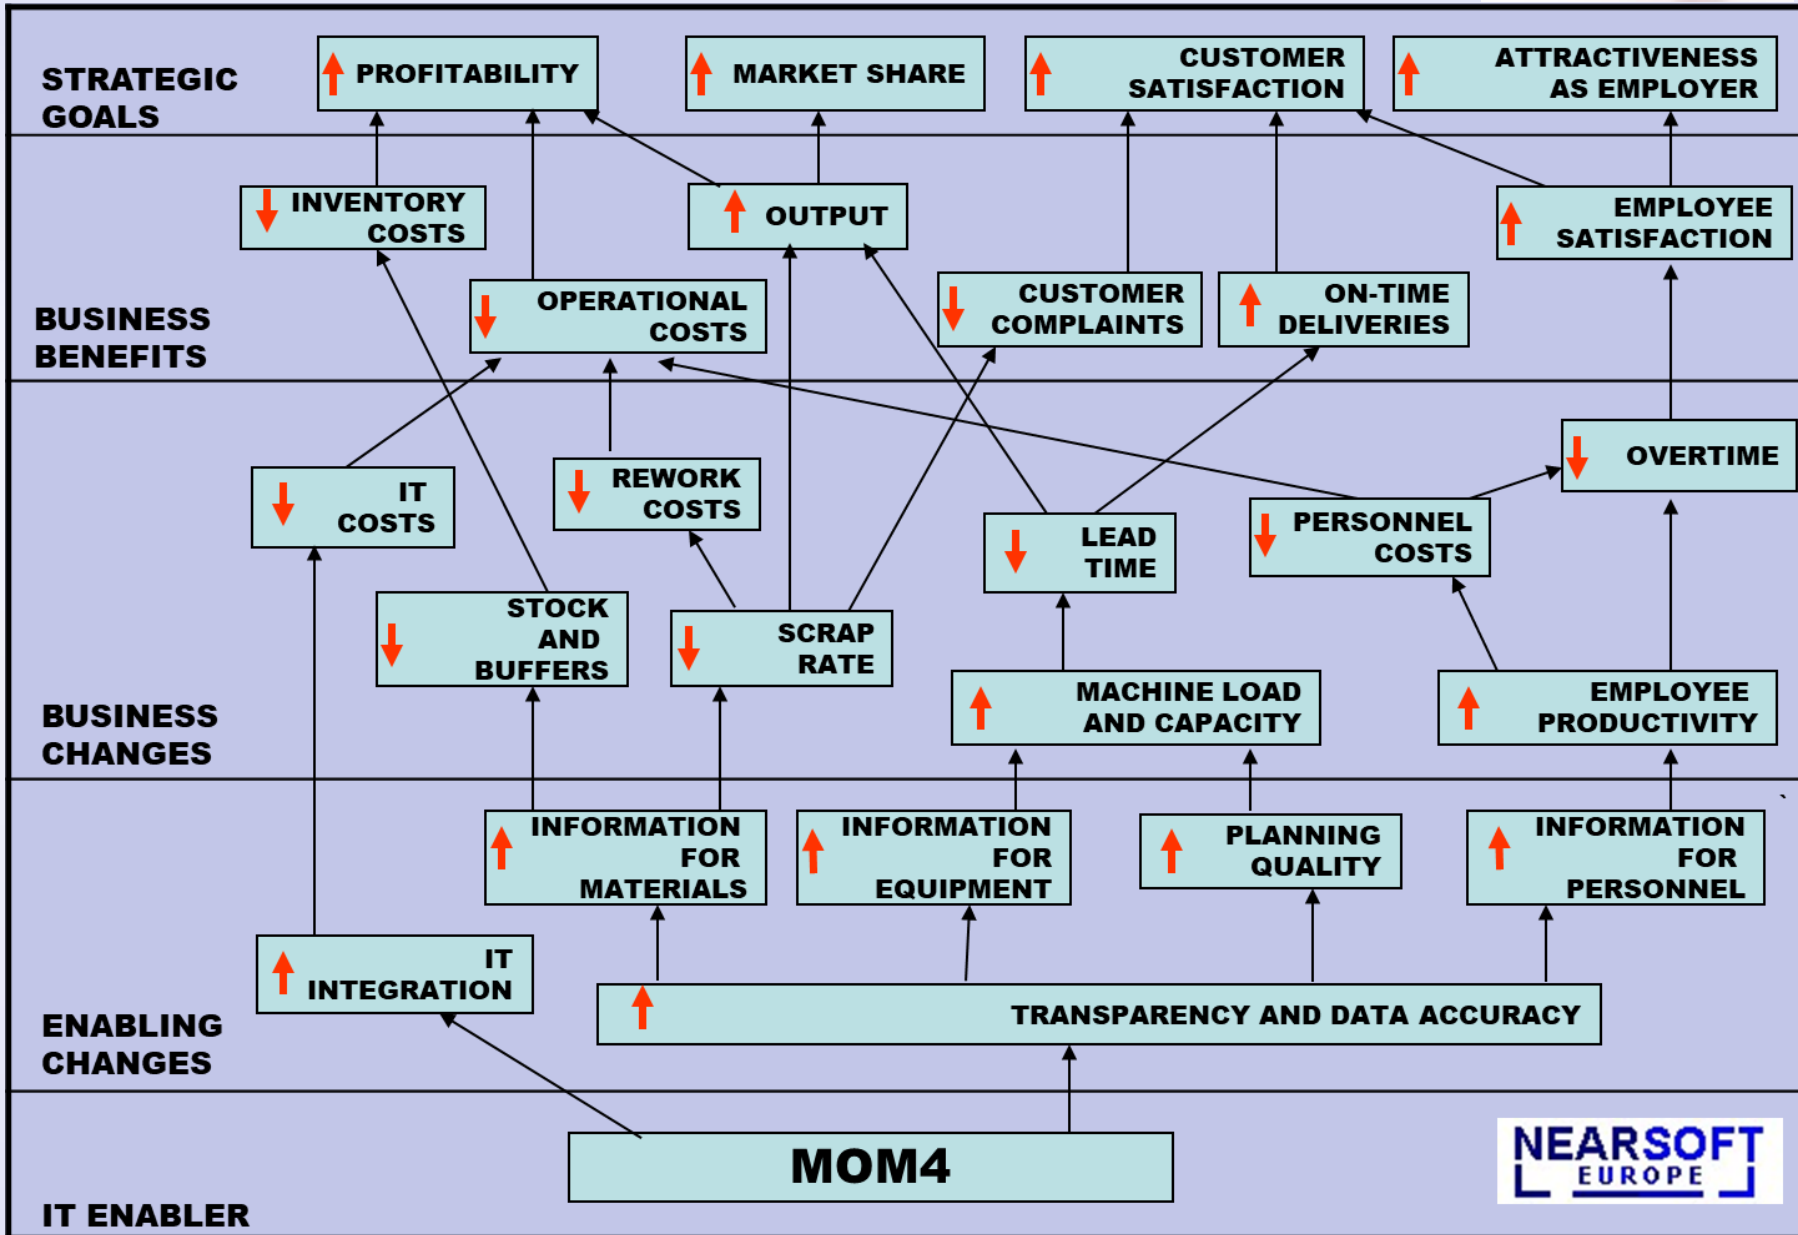 STRATEGIC
GOALS
PROFITABILITY
MARKET SHARE
CUSTOMER
SATISFACTION
ATTRACTIVENESS
AS EMPLOYER
BUSINESS
BENEFITS
INVENTORY
COSTS
OUTPUT
EMPLOYEE
SATISFACTION
OPERATIONAL
COSTS
CUSTOMER
COMPLAINTS
ON-TIME
DELIVERIES
BUSINESS
CHANGES
OVERTIME
IT
COSTS
REWORK
COSTS
LEAD
TIME
PERSONNEL
COSTS
STOCK
AND
BUFFERS
SCRAP
RATE
MACHINE LOAD
AND CAPACITY
EMPLOYEE
PRODUCTIVITY
ENABLING
CHANGES
INFORMATION
FOR
MATERIALS
INFORMATION
FOR
EQUIPMENT
PLANNING
QUALITY
INFORMATION
FOR
PERSONNEL
IT
INTEGRATION
TRANSPARENCY AND DATA ACCURACY
IT ENABLER
MOM4
NEARSOFT
EUROPE